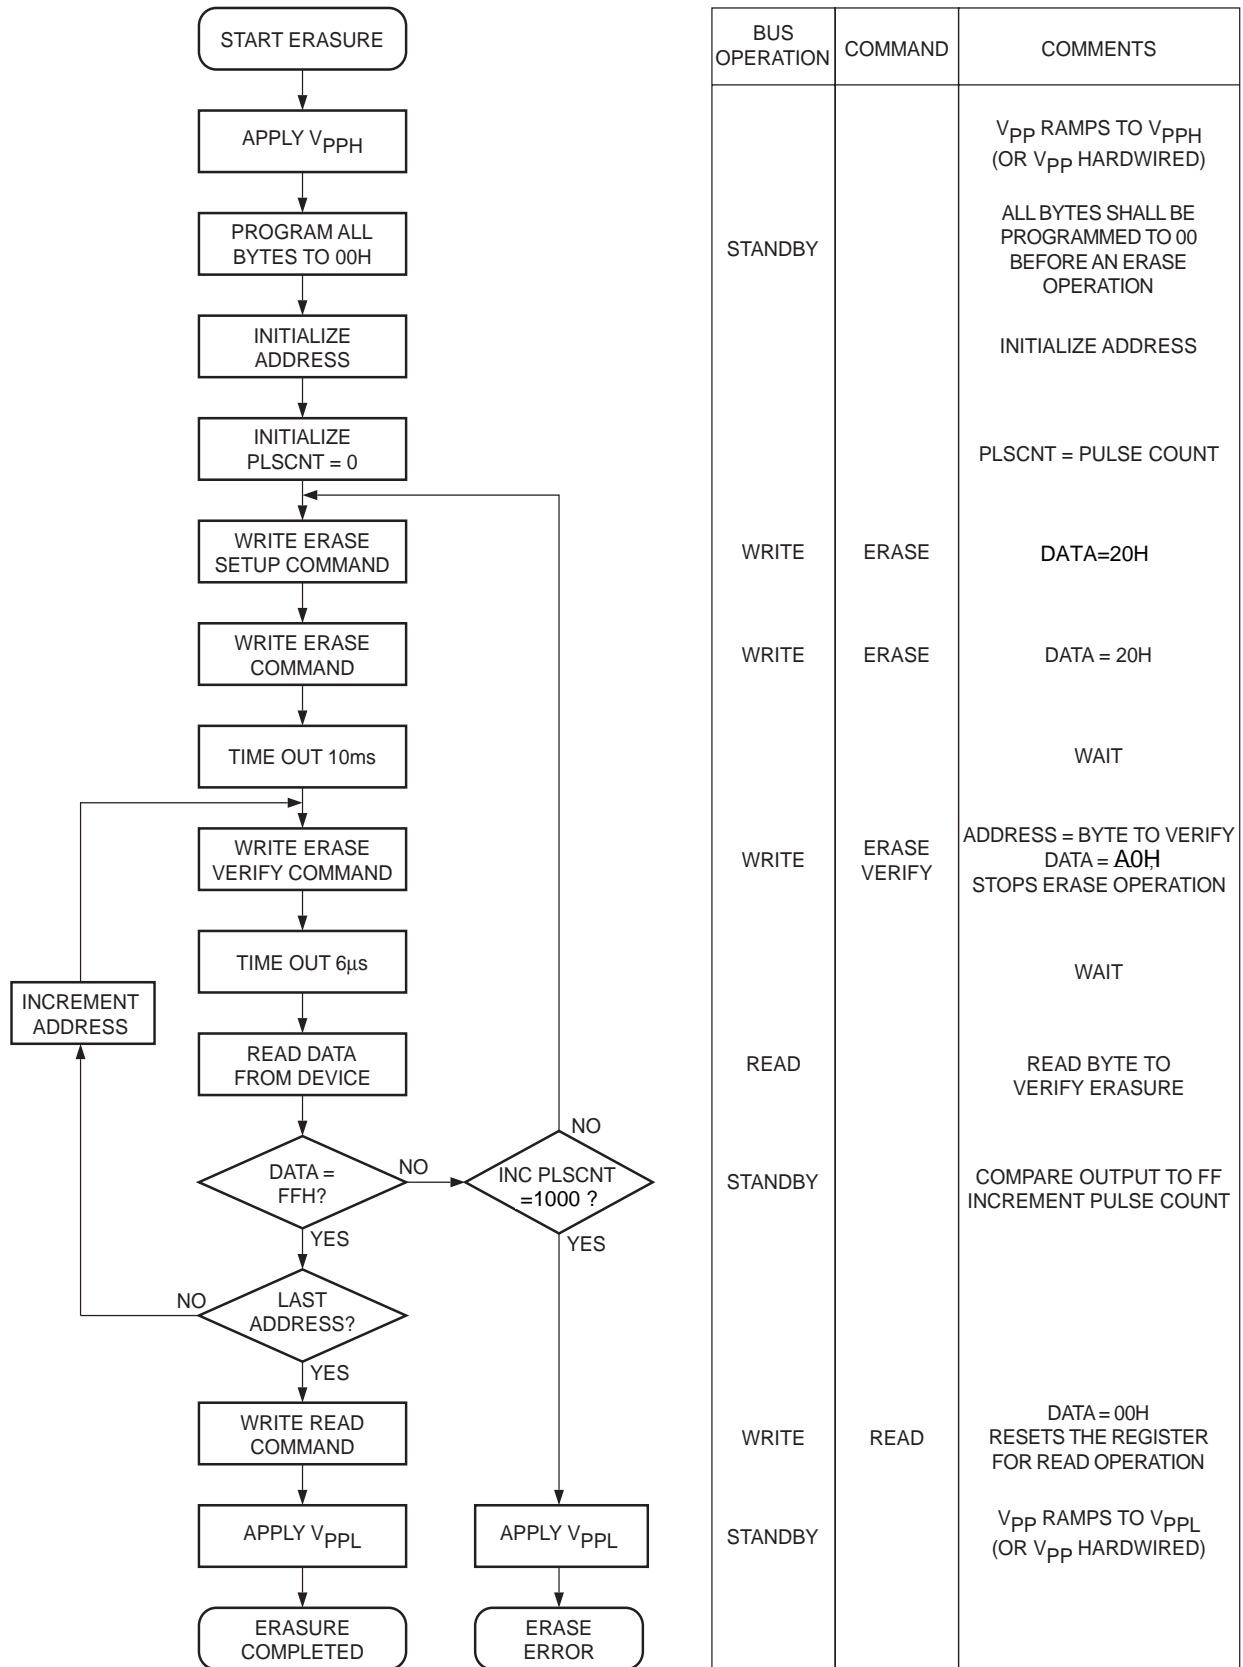 START ERASURE
APPLY VPPH
PROGRAM ALL
BYTES TO 00H
INITIALIZE
ADDRESS
INITIALIZE
PLSCNT = 0
WRITE ERASE
SETUP COMMAND
WRITE ERASE
COMMAND
TIME OUT 10ms
WRITE ERASE
VERIFY COMMAND
TIME OUT 6μs
INCREMENT
ADDRESS
READ DATA
FROM DEVICE
DATA =
FFH?
NO
YES
INC PLSCNT
=1000 ?
NO
YES
LAST
ADDRESS?
NO
YES
WRITE READ
COMMAND
APPLY VPPL
APPLY VPPL
ERASURE
COMPLETED
ERASE
ERROR
BUS
OPERATION
COMMAND
COMMENTS
VPP RAMPS TO VPPH
(OR VPP HARDWIRED)
STANDBY
ALL BYTES SHALL BE
PROGRAMMED TO 00
BEFORE AN ERASE
OPERATION
INITIALIZE ADDRESS
PLSCNT = PULSE COUNT
WRITE
ERASE
DATA=20H
WRITE
ERASE
DATA = 20H
WAIT
WRITE
ERASE
VERIFY
ADDRESS = BYTE TO VERIFY
DATA = A0H;
STOPS ERASE OPERATION
WAIT
READ
READ BYTE TO
VERIFY ERASURE
STANDBY
COMPARE OUTPUT TO FF
INCREMENT PULSE COUNT
WRITE
READ
DATA = 00H
RESETS THE REGISTER
FOR READ OPERATION
STANDBY
VPP RAMPS TO VPPL
(OR VPP HARDWIRED)